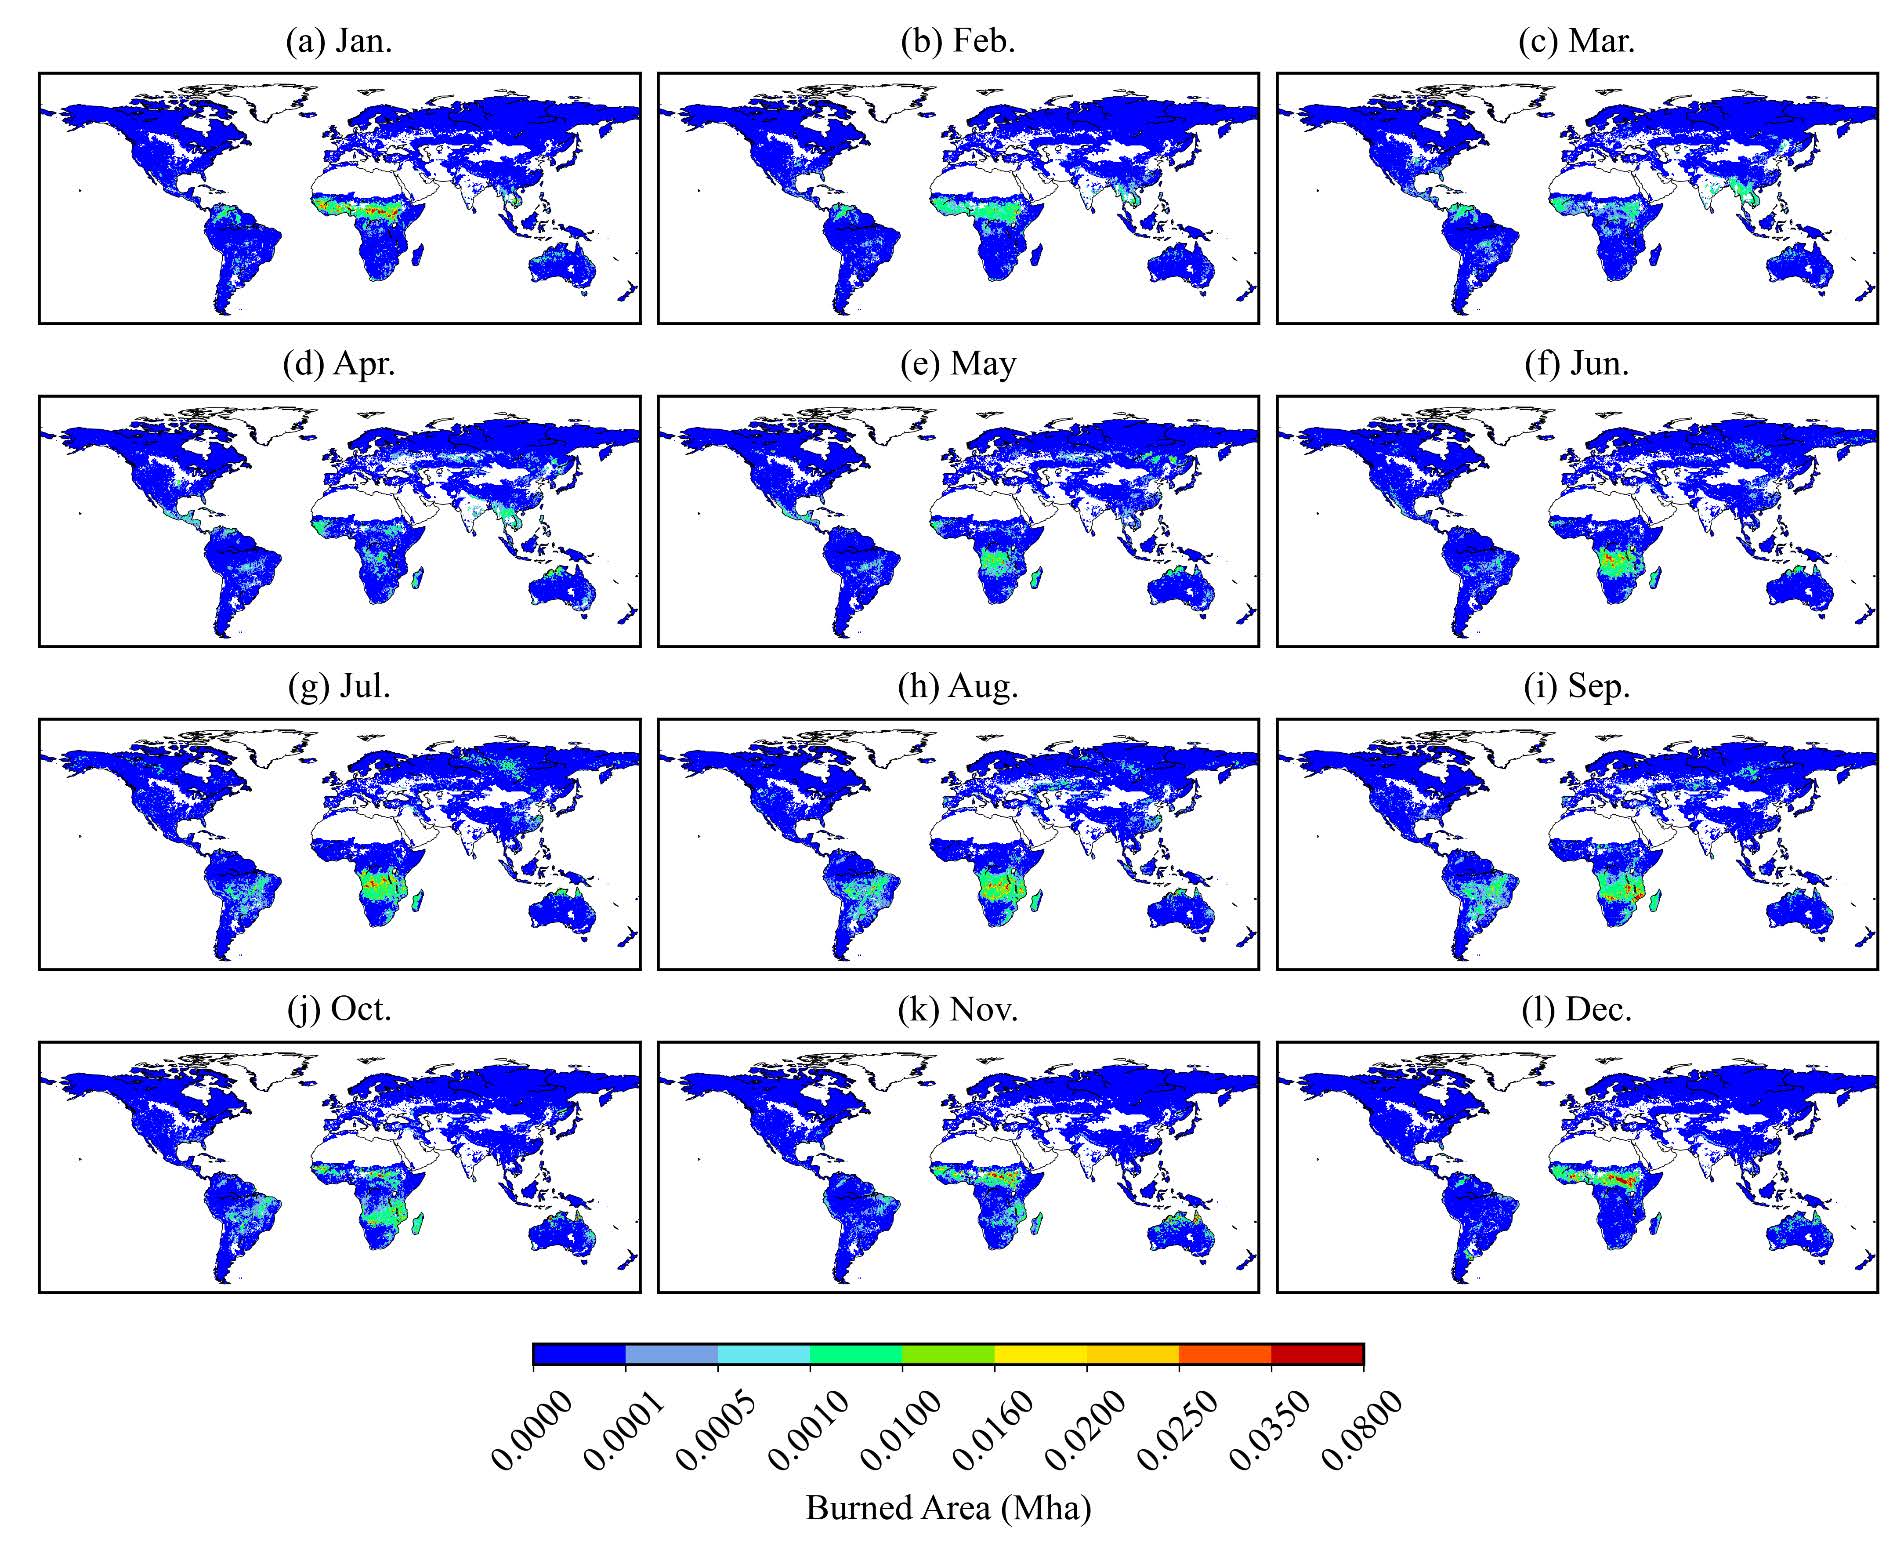 (a) Jan.
(b) Feb.
(c) Mar.
(d) Apr.
(e) May
(f) Jun.
(g) Jul.
(h) Aug.
(i) Sep.
(j) Oct.
(k) Nov.
(l) Dec.
0.0000
0.0001
0.0005
0.0010
0.0100
0.0160
0.0200
0.0250
0.0350
0.0800
Burned Area (Mha)